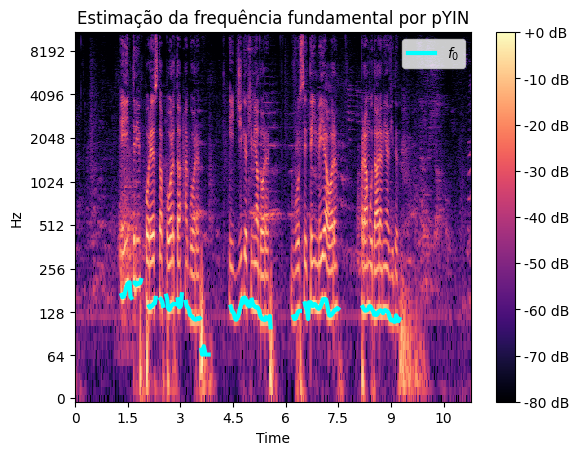 Estimação da frequência fundamental por pYIN
f0
Hz
8192
4096
2048
1024
512
256
128
64
0
0 1.5 3 4.5 6 7.5 9 10
Time
+0 dB
-10 dB
-20 dB
-30 dB
-40 dB
-50 dB
-60 dB
-70 dB
-80 dB